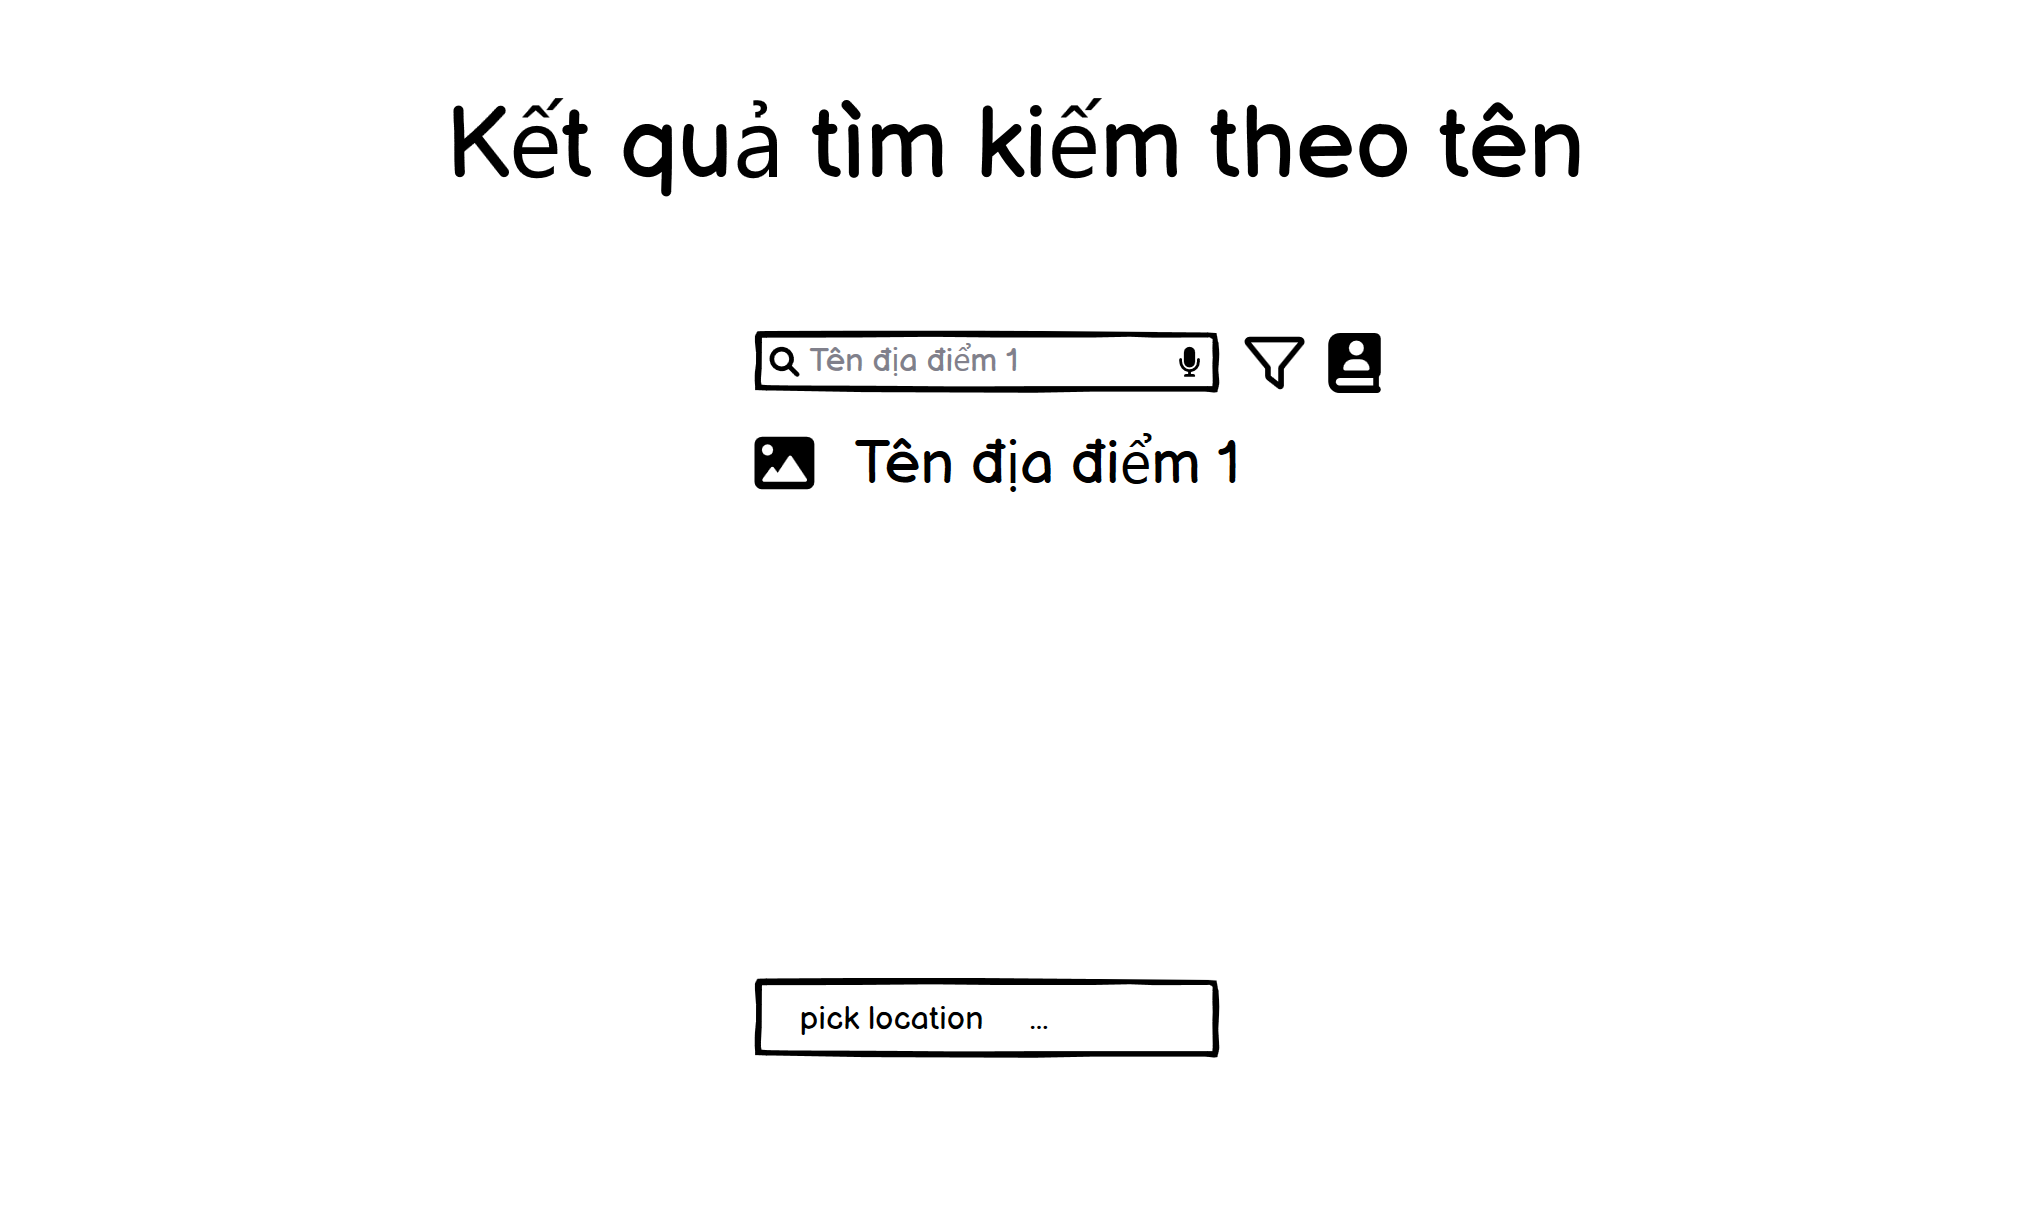 Kết quả tìm kiếm theo tên
Tên địa điểm 1
Tên địa điểm 1
pick location ...